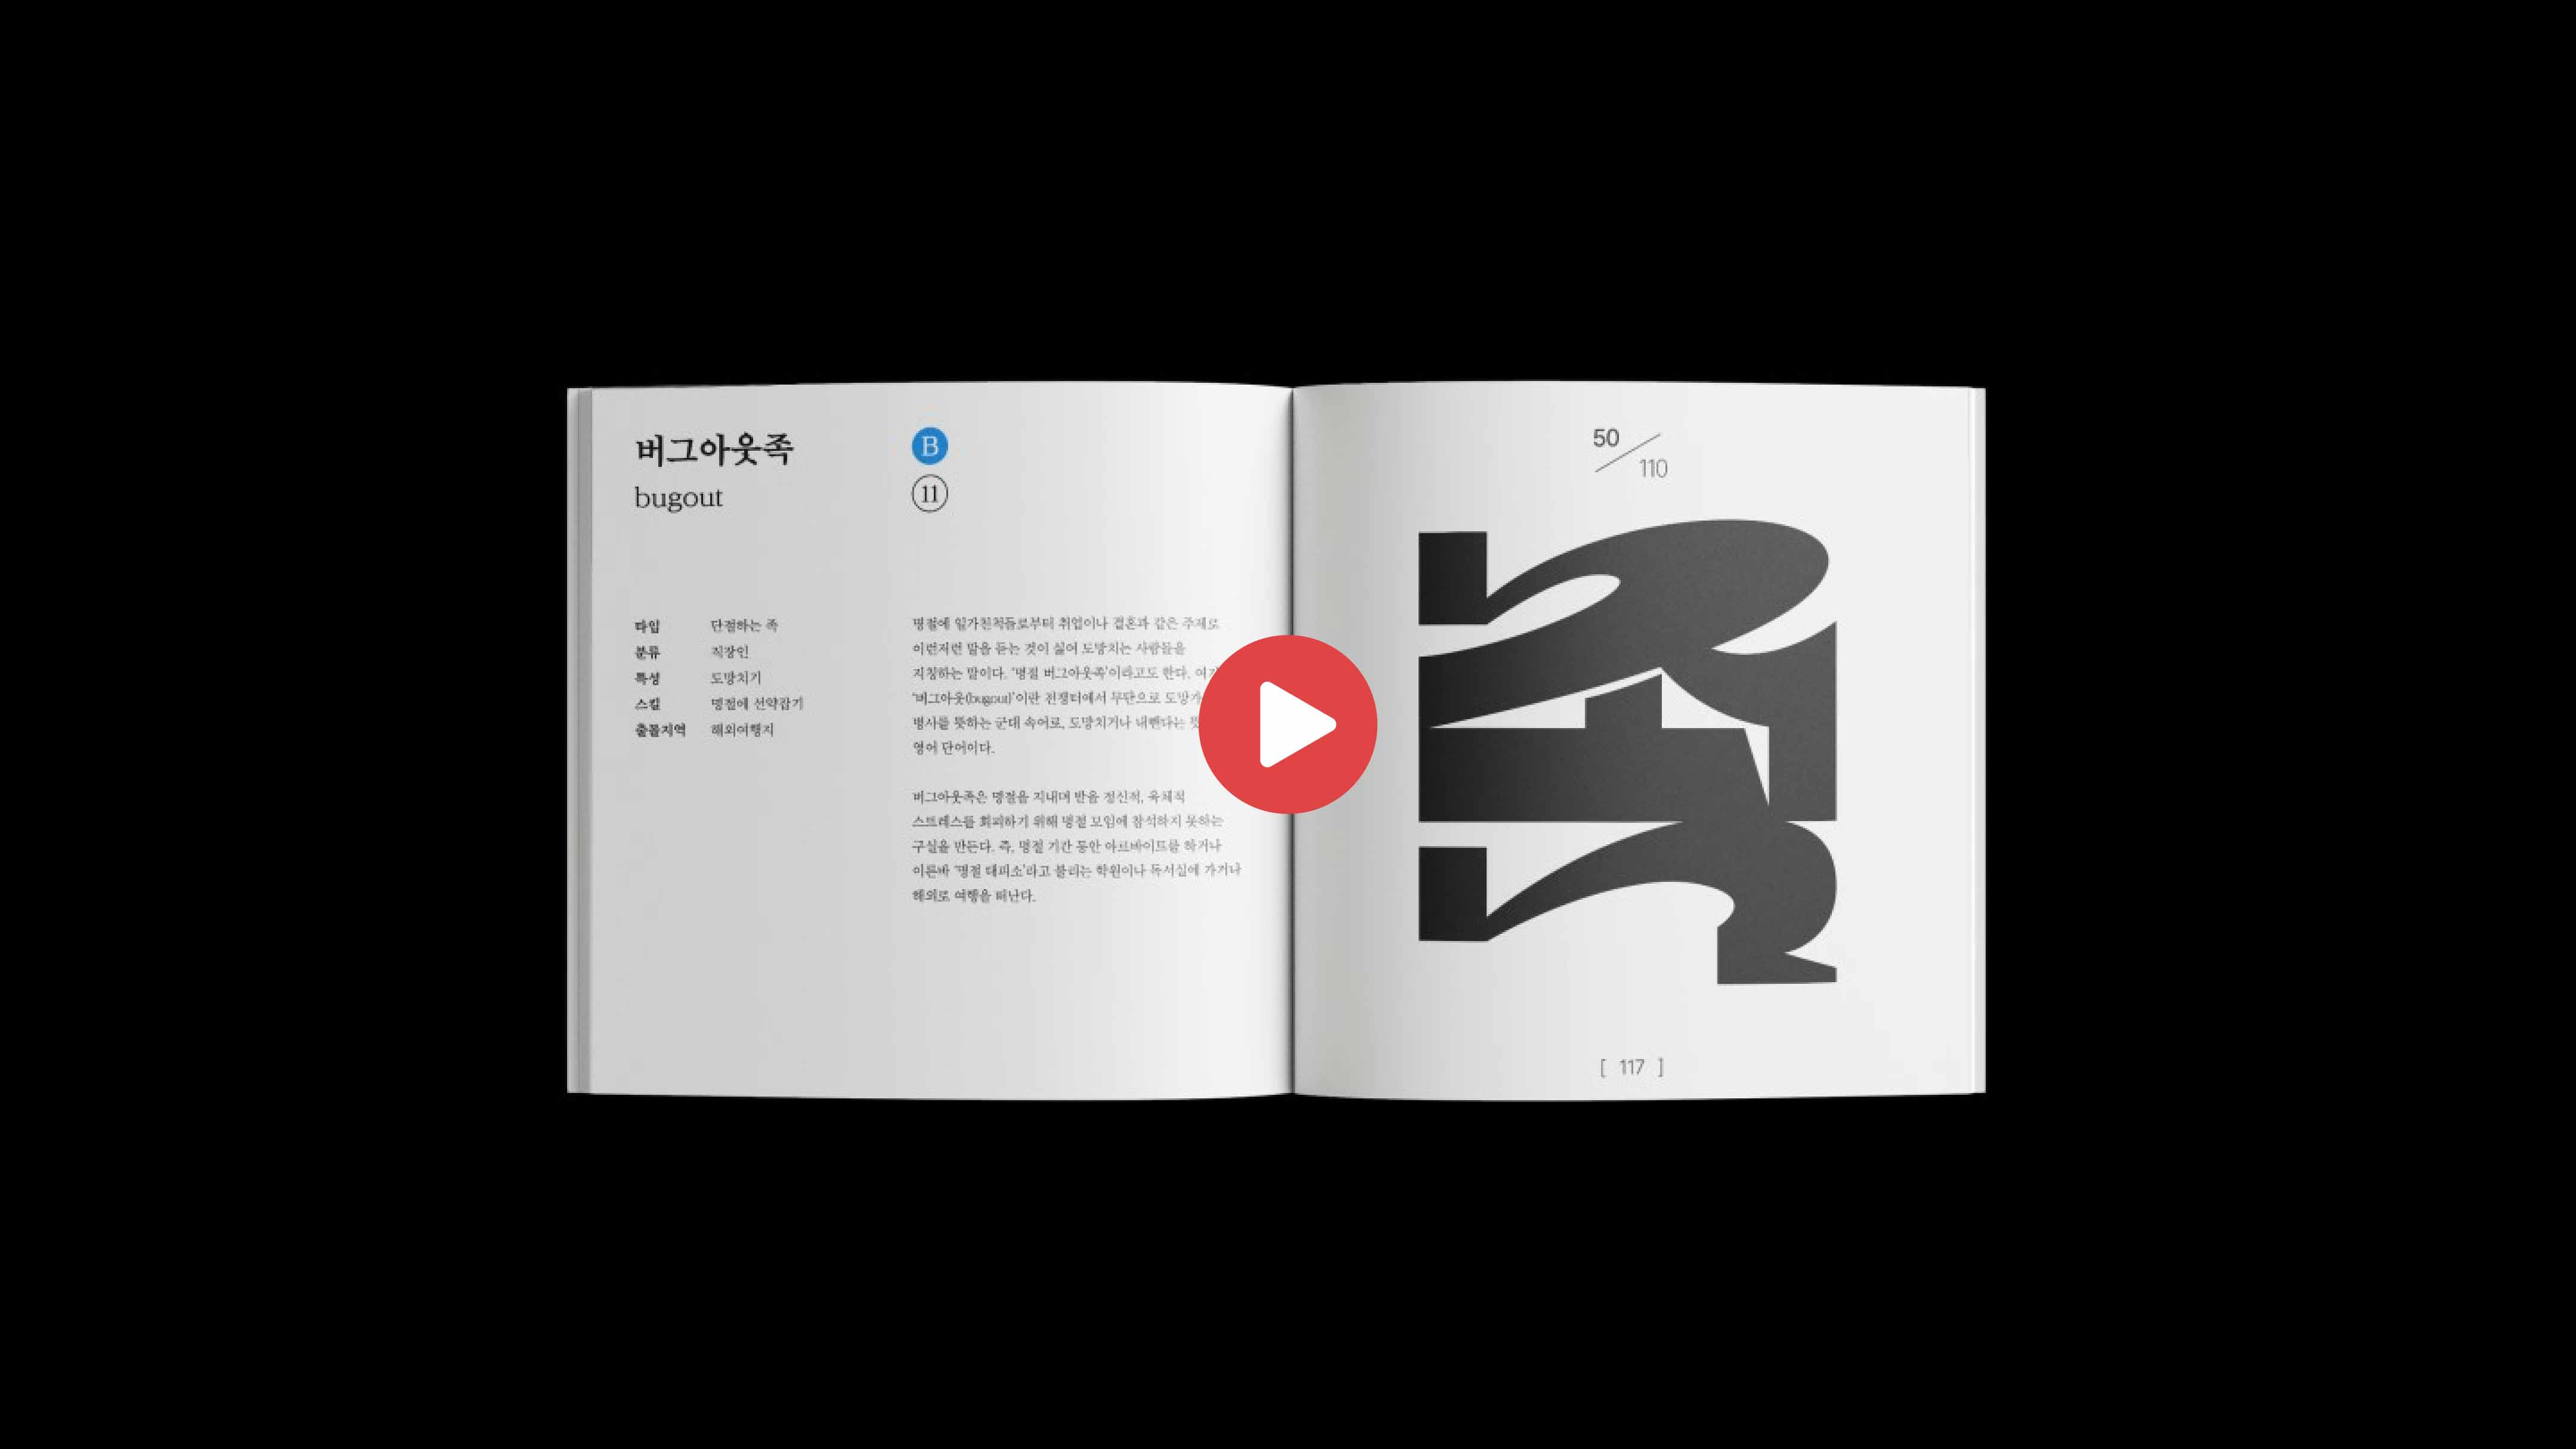 버그아웃족
bugout
B
11
타입 단절하는 족
분류 직장인
특성 도망치기
스킬 명절에 선약잡기
출몰지역 해외여행지
명절에 일가친척들로부터 취업이나 결혼과 같은 주제로
이런저런 말을 듣는 것이 싫어 도망치는 사람들을
지칭하는 말이다. '명절 버그아웃족'이라고도 한다.
'버그아웃(bugout)'이란 전쟁터에서 무단으로
병사를 뜻하는 군대 속어로, 도망치거나 내뺀다는
영어 단어이다.
버그아웃족은 명절을 지내며 받을 정신적, 육체적
스트레스를 회피하기 위해 명절 모임에 참석하지 못하는
구실을 만든다. 즉, 명절 기간 동안 아르바이트를 하거나
이른바 '명절 대피소'라고 불리는 학원이나 독서실에 가거나
해외로 여행을 떠난다.
50
110
[ 117 ]